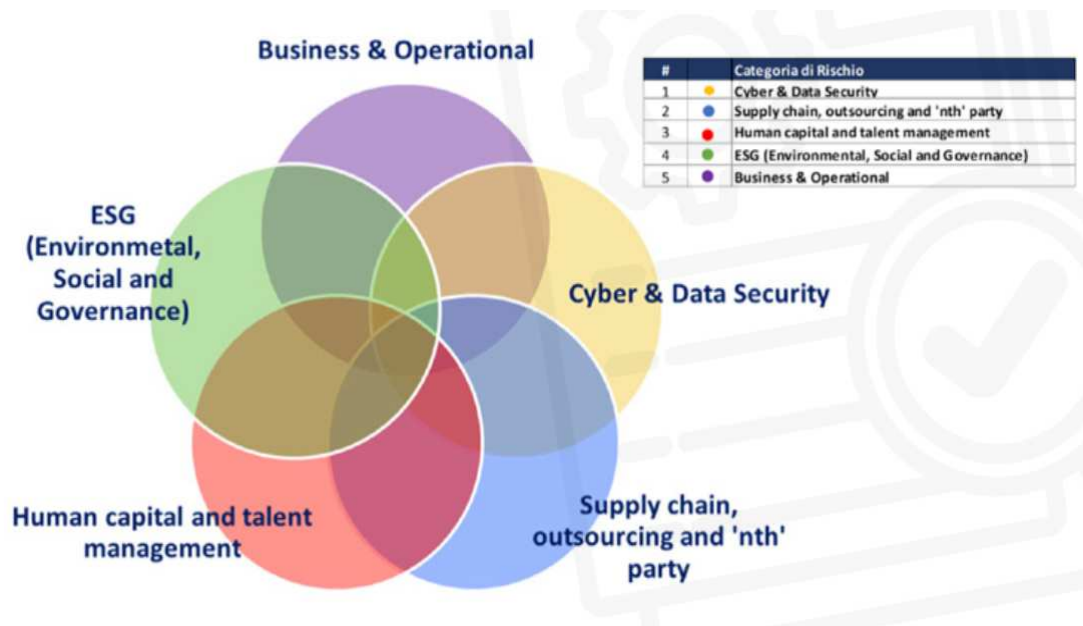 Business & Operational
# Categoria di Rischio
1 Cyber & Data Security
2 Supply chain, outsourcing and 'nth' party
3 Human capital and talent management
4 ESG (Environmental, Social and Governance)
5 Business & Operational
ESG
(Environmetal,
Social and
Governance)
Cyber & Data Security
Human capital and talent
management
Supply chain,
outsourcing and 'nth'
party